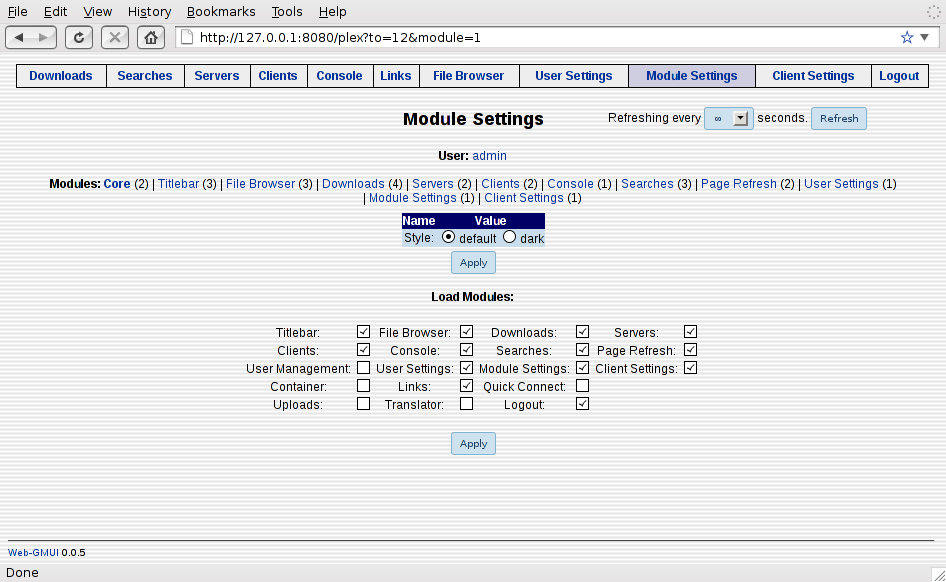 File Edit View History Bookmarks Tools Help
http://127.0.0.1:8080/plex?to=12&module=1
Downloads Searches Servers Clients Console Links File Browser User Settings Module Settings Client Settings Logout
Module Settings Refreshing every ∞ seconds. Refresh
User: admin
Modules: Core (2) | Titlebar (3) | File Browser (3) | Downloads (4) | Servers (2) | Clients (2) | Console (1) | Searches (3) | Page Refresh (2) | User Settings (1)
| Module Settings (1) | Client Settings (1)
Name Value
Style: default dark
Apply
Load Modules:
Titlebar: File Browser: Downloads: Servers:
Clients: Console: Searches: Page Refresh:
User Management: User Settings: Module Settings: Client Settings:
Container: Links: Quick Connect:
Uploads: Translator: Logout:
Apply
Web-GMUI 0.0.5
Done